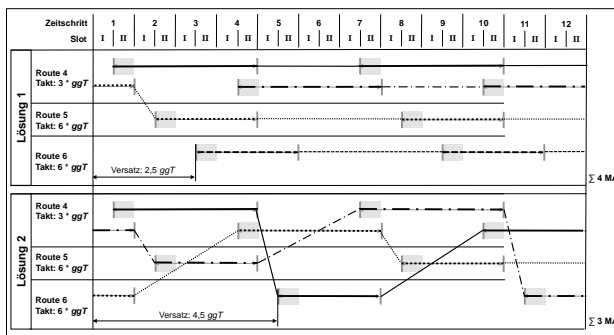 Zeitschritt 1 2 3 4 5 6 7 8 9 10 11 12
Slot I II I II I II I II I II I II I II I II I II I II I II I II
Lösung 1
Route 4
Takt: 3 * ggT
Route 5
Takt: 6 * ggT
Route 6
Takt: 6 * ggT
Versatz: 2,5 ggT
∑ 4 MA
Lösung 2
Route 4
Takt: 3 * ggT
Route 5
Takt: 6 * ggT
Route 6
Takt: 6 * ggT
Versatz: 4,5 ggT
∑ 3 MA